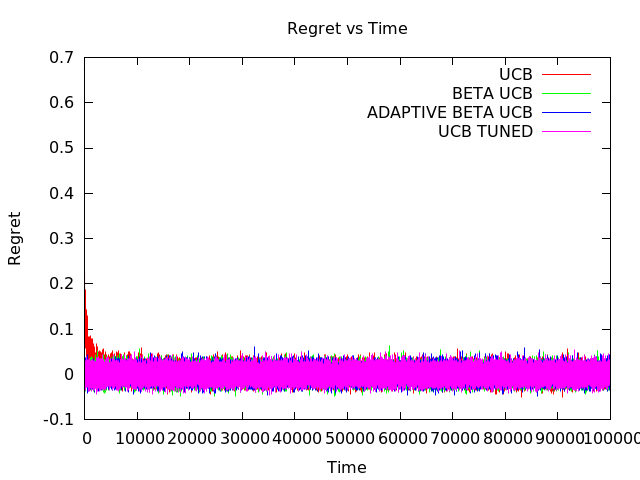 Regret vs Time
0.7
0.6
0.5
0.4
0.3
0.2
0.1
0
-0.1
Regret
UCB
BETA UCB
ADAPTIVE BETA UCB
UCB TUNED
0 10000 20000 30000 40000 50000 60000 70000 80000 90000 100000
Time